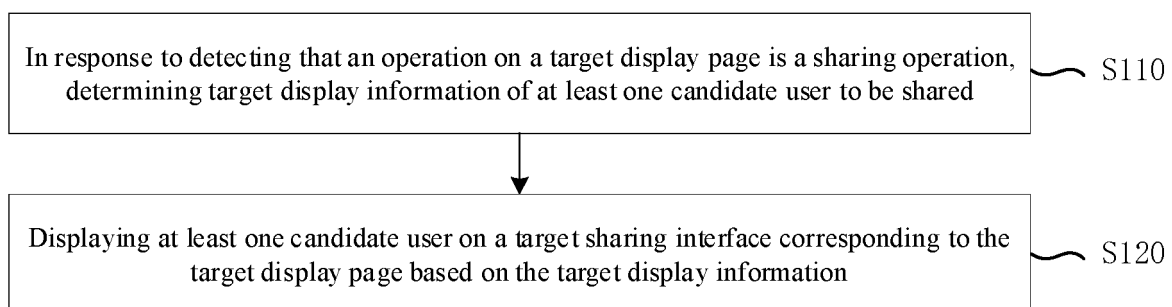 In response to detecting that an operation on a target display page is a sharing operation,
determining target display information of at least one candidate user to be shared
S110
Displaying at least one candidate user on a target sharing interface corresponding to the
target display page based on the target display information
S120